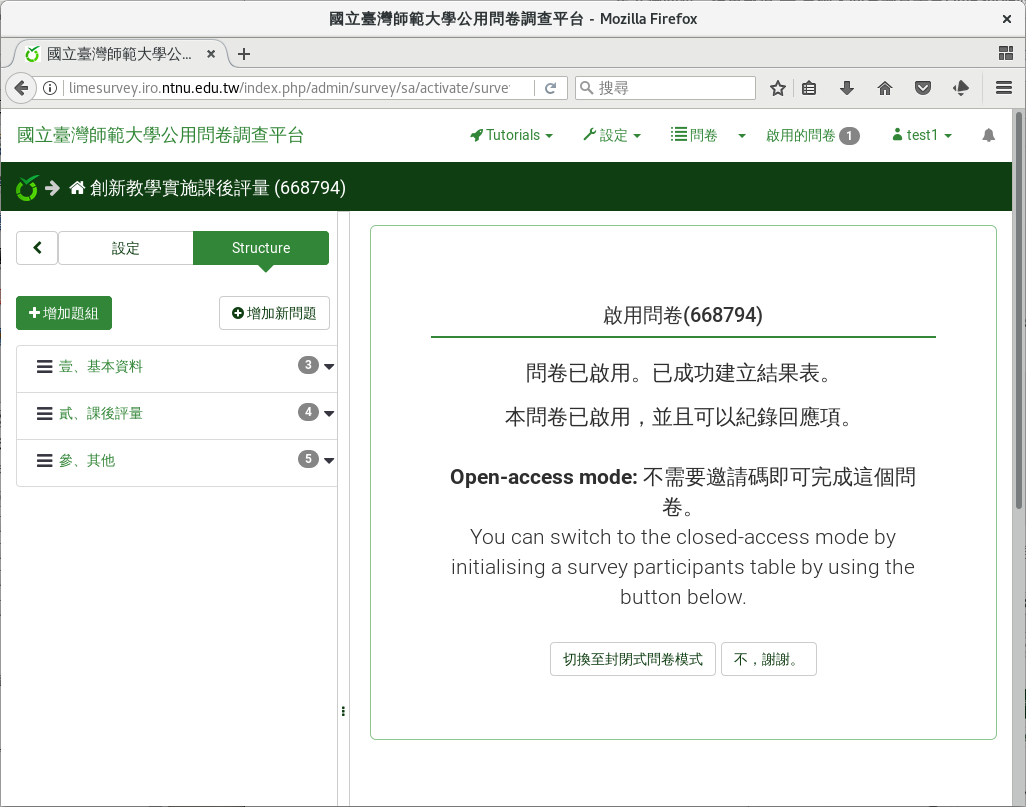 國立臺灣師範大學公用問卷調查平台 - Mozilla Firefox
國立臺灣師範大學公...
limesurvey.iro.ntnu.edu.tw/index.php/admin/survey/sa/activate/surve
搜尋
國立臺灣師範大學公用問卷調查平台
Tutorials
設定
問卷
啟用的問卷 1
test1
創新教學實施課後評量 (668794)
設定
Structure
增加題組
增加新問題
壹、基本資料 3
貳、課後評量 4
參、其他 5
啟用問卷(668794)
問卷已啟用。已成功建立結果表。
本問卷已啟用，並且可以紀錄回應項。
Open-access mode: 不需要邀請碼即可完成這個問
卷。
You can switch to the closed-access mode by
initialising a survey participants table by using the
button below.
切換至封閉式問卷模式
不，謝謝。